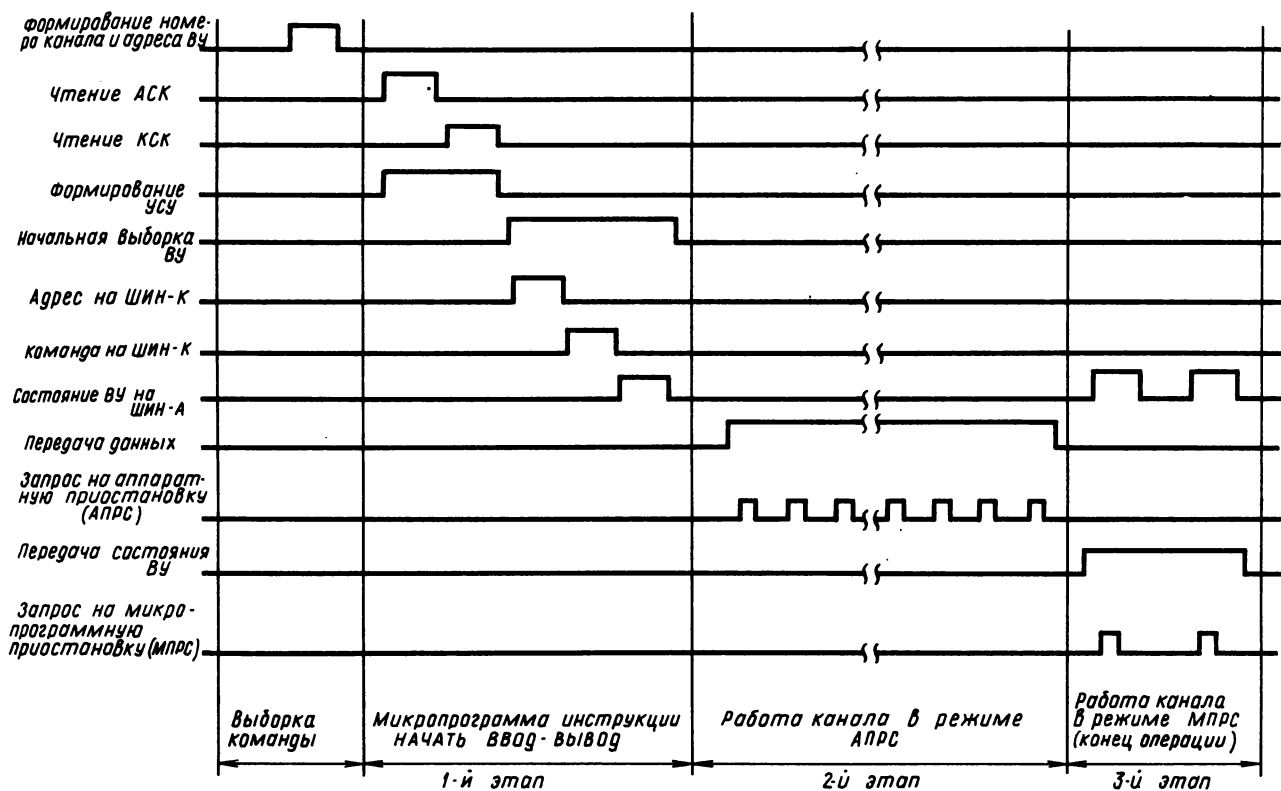 Формирование номе-
ра канала и адреса ВУ
Чтение АСК
Чтение КСК
Формирование
УСУ
Начальная выборка
ВУ
Адрес на ШИН-К
Команда на ШИН-К
Состояние ВУ на
ШИН-А
Передача данных
Запрос на аппарат-
ную приостановку
(АПРС)
Передача состояния
ВУ
Запрос на микро-
программную
приостановку (МПРС)
Выборка
команды
Микропрограмма инструкции
НАЧАТЬ ВВОД-ВЫВОД
Работа канала в режиме
АПРС
Работа канала
в режиме МПРС
(конец операции)
1-й этап
2-й этап
3-й этап